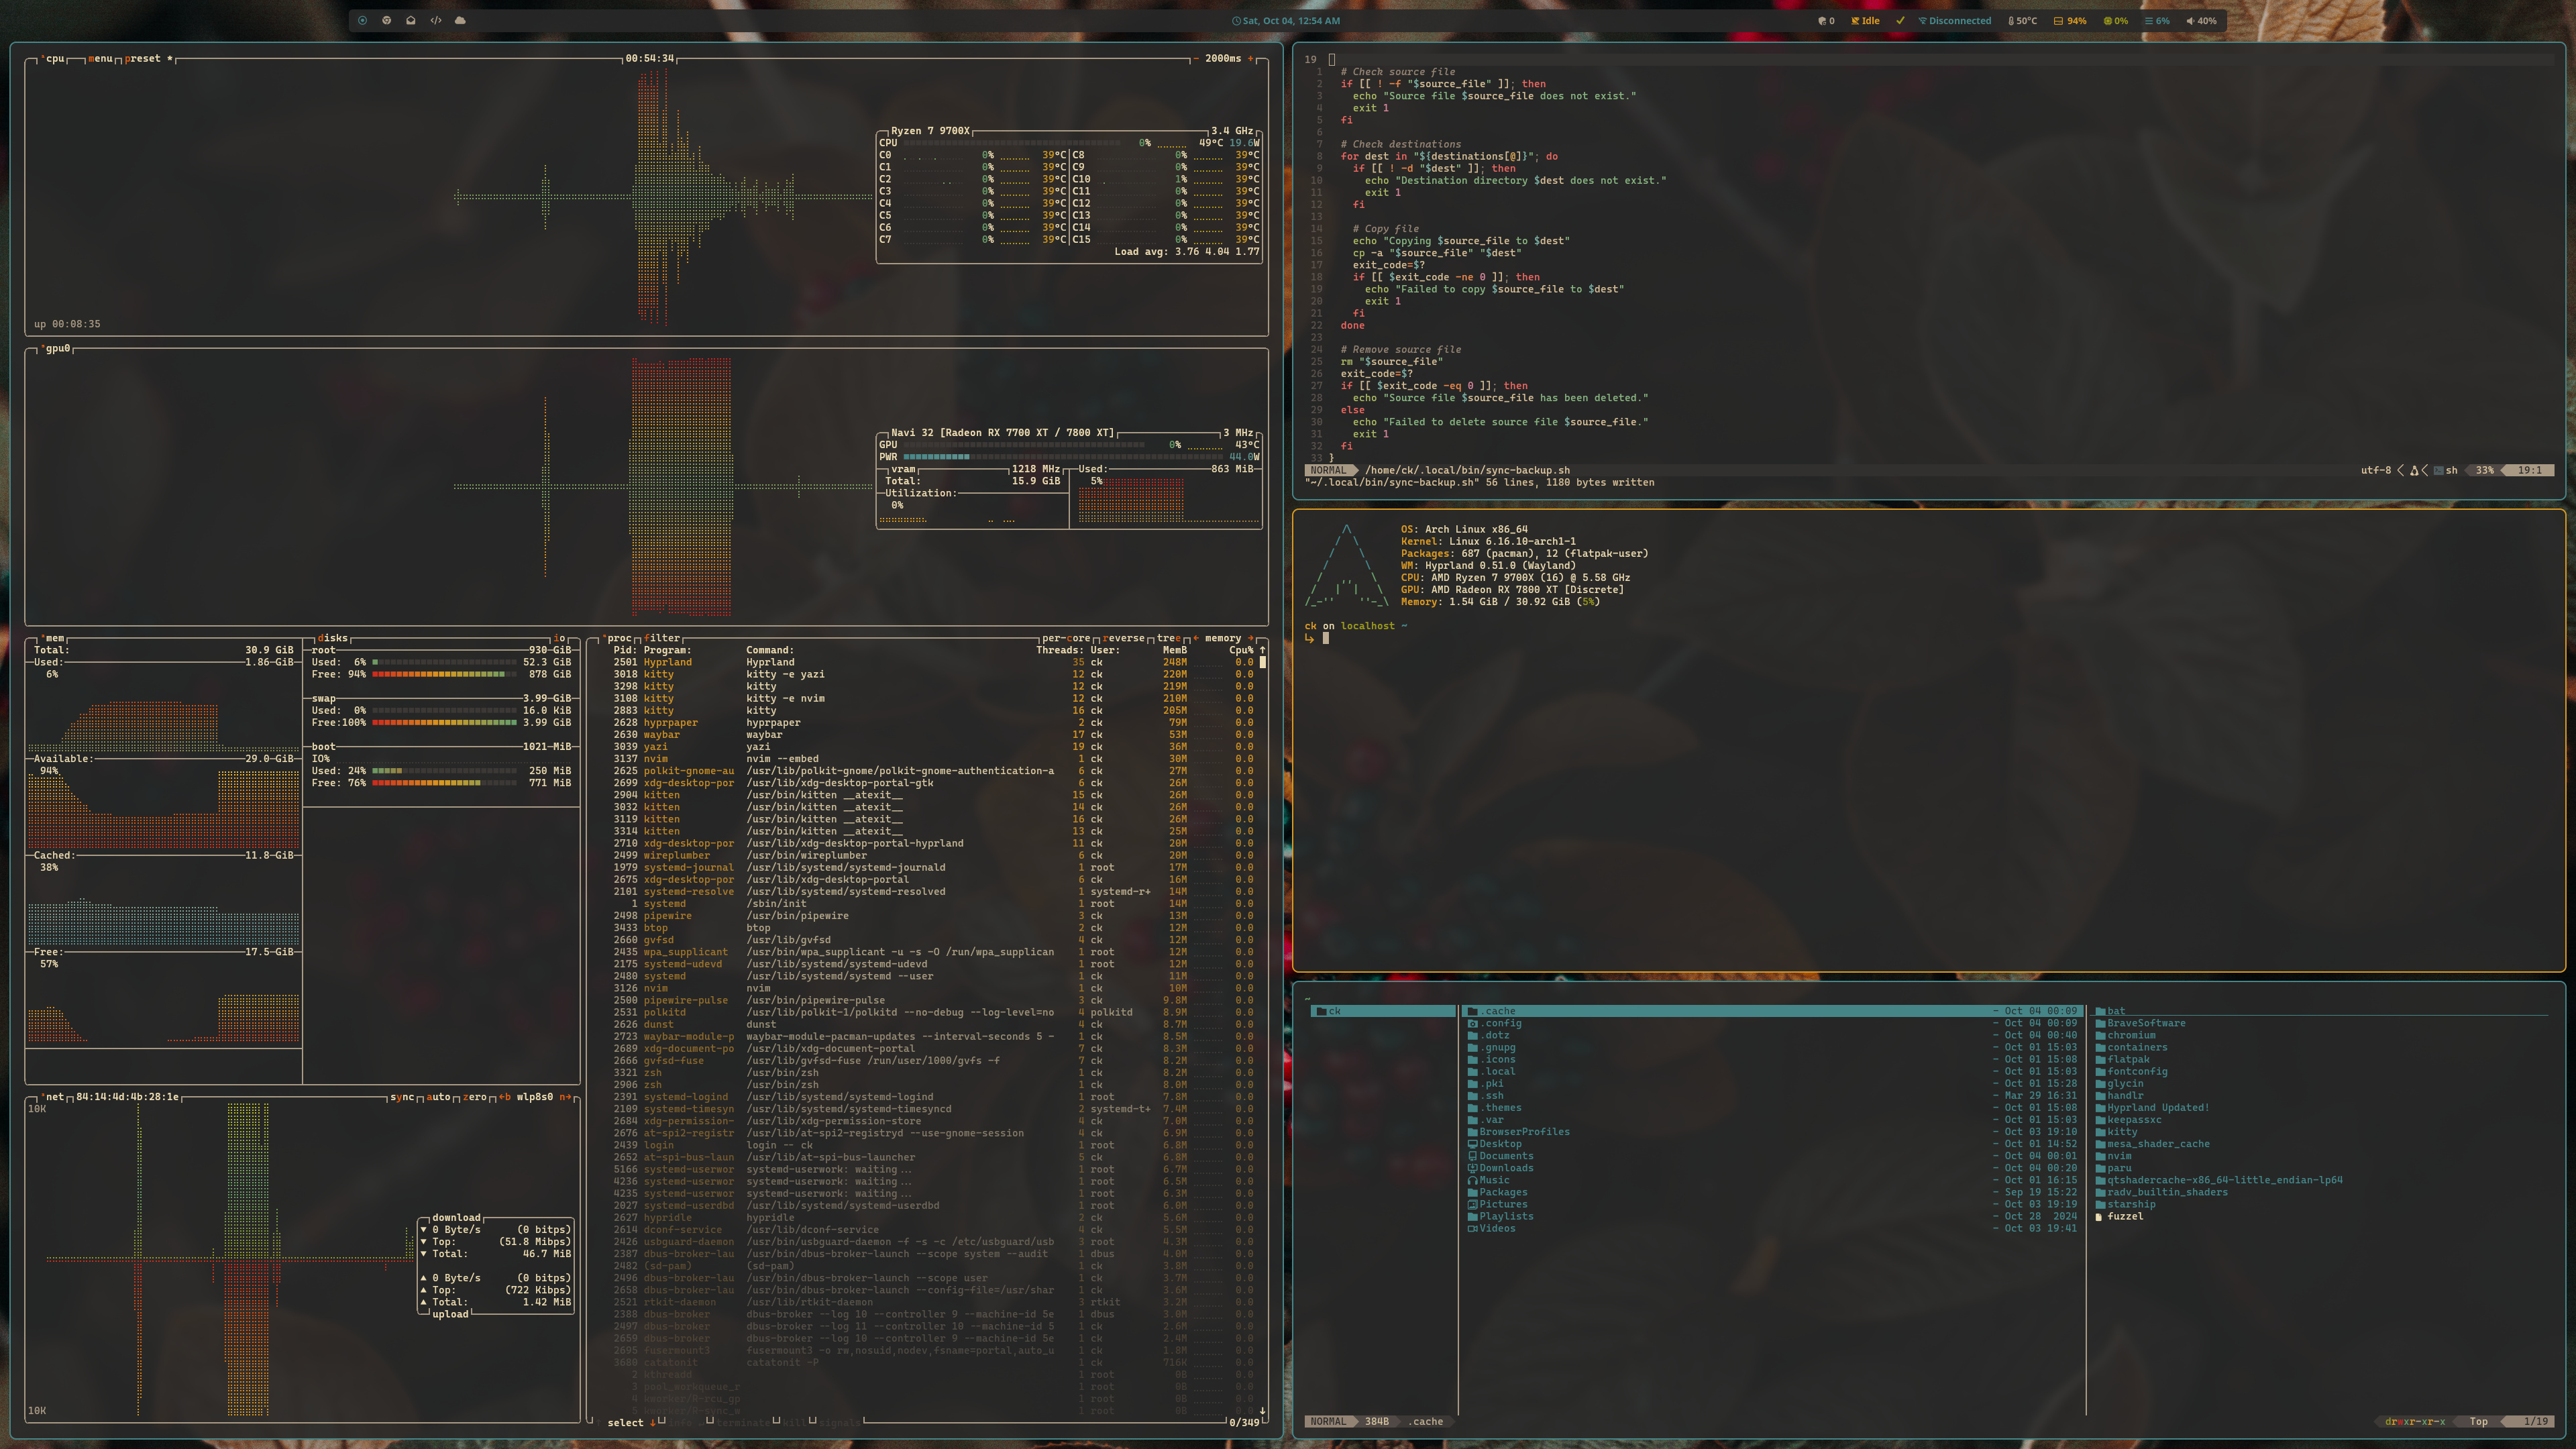 Sat, Oct 04, 12:54 AM
0 Idle Disconnected 50°C 94% 0% 6% 40%
cpu menu preset * 00:54:34 - 2000ms +
Ryzen 7 9700X 3.4 GHz
CPU 0% 49°C 19.6W
C0 0% 39°C C8 0% 39°C
C1 0% 39°C C9 0% 39°C
C2 0% 39°C C10 1% 39°C
C3 0% 39°C C11 0% 39°C
C4 0% 39°C C12 0% 39°C
C5 0% 39°C C13 0% 39°C
C6 0% 39°C C14 0% 39°C
C7 0% 39°C C15 0% 39°C
Load avg: 3.76 4.04 1.77
up 00:08:35
gpu0
Navi 32 [Radeon RX 7700 XT / 7800 XT] 3 MHz
GPU 0% 43°C
PWR 44.0W
vram 1218 MHz Used: 863 MiB
Total: 15.9 GiB 5%
Utilization:
0%
mem
Total: 30.9 GiB
Used: 1.86 GiB
6%
Available: 29.0 GiB
94%
Cached: 11.8 GiB
38%
Free: 17.5 GiB
57%
disks io
root 930 GiB
Used: 6% 52.3 GiB
Free: 94% 878 GiB
swap 3.99 GiB
Used: 0% 16.0 KiB
Free:100% 3.99 GiB
boot 1021 MiB
IO%
Used: 24% 250 MiB
Free: 76% 771 MiB
net 84:14:4d:4b:28:1e sync auto zero ←b wlp8s0 n→
10K
download
▼ 0 Byte/s (0 bitps)
▼ Top: (51.8 Mibps)
▼ Total: 46.7 MiB
▲ 0 Byte/s (0 bitps)
▲ Top: (722 Kibps)
▲ Total: 1.42 MiB
upload
10K
proc filter per-core reverse tree ← memory →
Pid: Program: Command: Threads: User: MemB Cpu% ↑
2501 Hyprland Hyprland 35 ck 248M 0.0
3018 kitty kitty -e yazi 12 ck 220M 0.0
3298 kitty kitty 12 ck 219M 0.0
3108 kitty kitty -e nvim 12 ck 210M 0.0
2883 kitty kitty 16 ck 205M 0.0
2628 hyprpaper hyprpaper 2 ck 79M 0.0
2630 waybar waybar 17 ck 53M 0.0
3039 yazi yazi 19 ck 36M 0.0
3137 nvim nvim --embed 1 ck 30M 0.0
2625 polkit-gnome-au /usr/lib/polkit-gnome/polkit-gnome-authentication-a 6 ck 27M 0.0
2699 xdg-desktop-por /usr/lib/xdg-desktop-portal-gtk 6 ck 26M 0.0
2904 kitten /usr/bin/kitten __atexit__ 15 ck 26M 0.0
3032 kitten /usr/bin/kitten __atexit__ 14 ck 26M 0.0
3119 kitten /usr/bin/kitten __atexit__ 16 ck 26M 0.0
3314 kitten /usr/bin/kitten __atexit__ 13 ck 25M 0.0
2710 xdg-desktop-por /usr/lib/xdg-desktop-portal-hyprland 11 ck 20M 0.0
2499 wireplumber /usr/bin/wireplumber 6 ck 20M 0.0
1979 systemd-journal /usr/lib/systemd/systemd-journald 1 root 17M 0.0
2675 xdg-desktop-por /usr/lib/xdg-desktop-portal 6 ck 16M 0.0
2101 systemd-resolve /usr/lib/systemd/systemd-resolved 1 systemd-r+ 14M 0.0
1 systemd /sbin/init 1 root 14M 0.0
2498 pipewire /usr/bin/pipewire 3 ck 13M 0.0
3433 btop btop 2 ck 12M 0.0
2660 gvfsd /usr/lib/gvfsd 4 ck 12M 0.0
2435 wpa_supplicant /usr/bin/wpa_supplicant -u -s -O /run/wpa_supplican 1 root 12M 0.0
2175 systemd-udevd /usr/lib/systemd/systemd-udevd 1 root 12M 0.0
2480 systemd /usr/lib/systemd/systemd --user 1 ck 11M 0.0
3126 nvim nvim 1 ck 10M 0.0
2500 pipewire-pulse /usr/bin/pipewire-pulse 3 ck 9.8M 0.0
2531 polkitd /usr/lib/polkit-1/polkitd --no-debug --log-level=no 4 polkitd 8.9M 0.0
2626 dunst dunst 4 ck 8.7M 0.0
2723 waybar-module-p waybar-module-pacman-updates --interval-seconds 5 - 1 ck 8.5M 0.0
2689 xdg-document-po /usr/lib/xdg-document-portal 7 ck 8.3M 0.0
2666 gvfsd-fuse /usr/lib/gvfsd-fuse /run/user/1000/gvfs -f 7 ck 8.2M 0.0
3321 zsh /usr/bin/zsh 1 ck 8.2M 0.0
2906 zsh /usr/bin/zsh 1 ck 8.0M 0.0
2391 systemd-logind /usr/lib/systemd/systemd-logind 1 root 7.8M 0.0
2109 systemd-timesyn /usr/lib/systemd/systemd-timesyncd 2 systemd-t+ 7.4M 0.0
2684 xdg-permission- /usr/lib/xdg-permission-store 4 ck 7.0M 0.0
2676 at-spi2-registr /usr/lib/at-spi2-registryd --use-gnome-session 4 ck 6.9M 0.0
2439 login login -- ck 1 root 6.8M 0.0
2652 at-spi-bus-laun /usr/lib/at-spi-bus-launcher 5 ck 6.8M 0.0
5166 systemd-userwor systemd-userwork: waiting... 1 root 6.7M 0.0
4236 systemd-userwor systemd-userwork: waiting... 1 root 6.5M 0.0
4235 systemd-userwor systemd-userwork: waiting... 1 root 6.3M 0.0
2027 systemd-userdbd /usr/lib/systemd/systemd-userdbd 1 root 6.0M 0.0
2627 hypridle hypridle 2 ck 5.6M 0.0
2614 dconf-service /usr/lib/dconf-service 4 ck 5.5M 0.0
2426 usbguard-daemon /usr/bin/usbguard-daemon -f -s -c /etc/usbguard/usb 3 root 4.3M 0.0
2387 dbus-broker-lau /usr/bin/dbus-broker-launch --scope system --audit 1 dbus 4.0M 0.0
2482 (sd-pam) (sd-pam) 1 ck 3.8M 0.0
2496 dbus-broker-lau /usr/bin/dbus-broker-launch --scope user 1 ck 3.7M 0.0
2658 dbus-broker-lau /usr/bin/dbus-broker-launch --config-file=/usr/shar 1 ck 3.6M 0.0
2521 rtkit-daemon /usr/lib/rtkit-daemon 3 rtkit 3.2M 0.0
2388 dbus-broker dbus-broker --log 10 --controller 9 --machine-id 5e 1 dbus 3.0M 0.0
2497 dbus-broker dbus-broker --log 11 --controller 10 --machine-id 5 1 ck 2.6M 0.0
2659 dbus-broker dbus-broker --log 10 --controller 9 --machine-id 5e 1 ck 2.4M 0.0
2695 fusermount3 fusermount3 -o rw,nosuid,nodev,fsname=portal,auto_u 1 ck 1.8M 0.0
3680 catatonit catatonit -P 1 ck 716K 0.0
2 kthreadd 1 root 0B 0.0
3 pool_workqueue_r 1 root 0B 0.0
4 kworker/R-rcu_gp 1 root 0B 0.0
5 kworker/R-sync_w 1 root 0B 0.0
select ↓ info terminate kill signals 0/349
19
1 # Check source file
2 if [[ ! -f "$source_file" ]]; then
3 echo "Source file $source_file does not exist."
4 exit 1
5 fi
6
7 # Check destinations
8 for dest in "${destinations[@]}"; do
9 if [[ ! -d "$dest" ]]; then
10 echo "Destination directory $dest does not exist."
11 exit 1
12 fi
13
14 # Copy file
15 echo "Copying $source_file to $dest"
16 cp -a "$source_file" "$dest"
17 exit_code=$?
18 if [[ $exit_code -ne 0 ]]; then
19 echo "Failed to copy $source_file to $dest"
20 exit 1
21 fi
22 done
23
24 # Remove source file
25 rm "$source_file"
26 exit_code=$?
27 if [[ $exit_code -eq 0 ]]; then
28 echo "Source file $source_file has been deleted."
29 else
30 echo "Failed to delete source file $source_file."
31 exit 1
32 fi
33 }
NORMAL /home/ck/.local/bin/sync-backup.sh utf-8 sh 33% 19:1
"~/.local/bin/sync-backup.sh" 56 lines, 1180 bytes written
OS: Arch Linux x86_64
Kernel: Linux 6.16.10-arch1-1
Packages: 687 (pacman), 12 (flatpak-user)
WM: Hyprland 0.51.0 (Wayland)
CPU: AMD Ryzen 7 9700X (16) @ 5.58 GHz
GPU: AMD Radeon RX 7800 XT [Discrete]
Memory: 1.54 GiB / 30.92 GiB (5%)
ck on localhost ~
~
ck
.cache - Oct 04 00:09
.config - Oct 04 00:09
.dotz - Oct 04 00:40
.gnupg - Oct 01 15:03
.icons - Oct 01 15:08
.local - Oct 01 15:03
.pki - Oct 01 15:28
.ssh - Mar 29 16:31
.themes - Oct 01 15:08
.var - Oct 01 15:03
BrowserProfiles - Oct 03 19:10
Desktop - Oct 01 14:52
Documents - Oct 04 00:01
Downloads - Oct 04 00:20
Music - Oct 01 16:15
Packages - Sep 19 15:22
Pictures - Oct 03 19:19
Playlists - Oct 28 2024
Videos - Oct 03 19:41
bat
BraveSoftware
chromium
containers
flatpak
fontconfig
glycin
handlr
Hyprland Updated!
keepassxc
kitty
mesa_shader_cache
nvim
paru
qtshadercache-x86_64-little_endian-lp64
radv_builtin_shaders
starship
fuzzel
NORMAL 384B .cache drwxr-xr-x Top 1/19